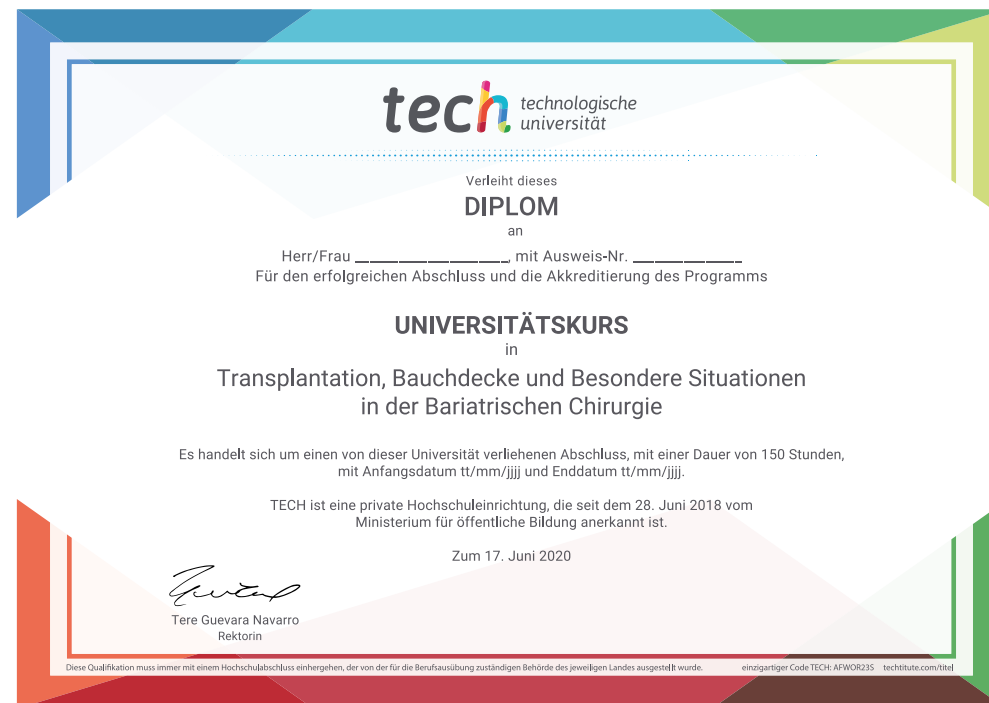 tech technologische
universität
Verleiht dieses
DIPLOM
an
Herr/Frau ____________________, mit Ausweis-Nr. ______________
Für den erfolgreichen Abschluss und die Akkreditierung des Programms
UNIVERSITÄTSKURS
in
Transplantation, Bauchdecke und Besondere Situationen
in der Bariatrischen Chirurgie
Es handelt sich um einen von dieser Universität verliehenen Abschluss, mit einer Dauer von 150 Stunden,
mit Anfangsdatum tt/mm/jjjj und Enddatum tt/mm/jjjj.
TECH ist eine private Hochschuleinrichtung, die seit dem 28. Juni 2018 vom
Ministerium für öffentliche Bildung anerkannt ist.
Zum 17. Juni 2020
Tere Guevara Navarro
Rektorin
Diese Qualifikation muss immer mit einem Hochschulabschluss einhergehen, der von der für die Berufsausübung zuständigen Behörde des jeweiligen Landes ausgestellt wurde. einzigartiger Code TECH: AFWOR23S techtitute.com/titel